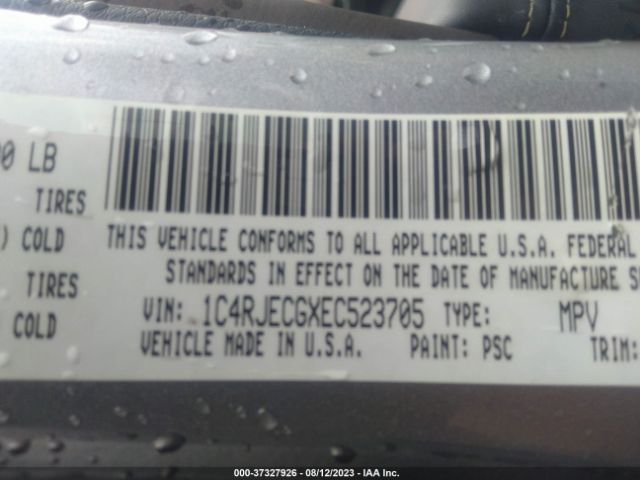 00 LB
TIRES
) COLD
TIRES
COLD
THIS VEHICLE CONFORMS TO ALL APPLICABLE U.S.A. FEDERAL
STANDARDS IN EFFECT ON THE DATE OF MANUFACTURE S
VIN: 1C4RJECGXEC523705 TYPE: MPV
VEHICLE MADE IN U.S.A. PAINT: PSC TRIM:
000-37327926 - 08/12/2023 - IAA Inc.